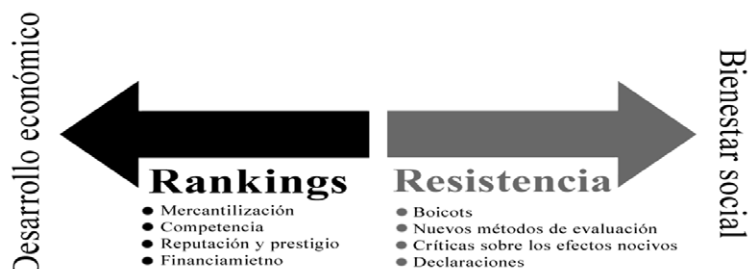 Desarrollo económico
Rankings
● Mercantilización
● Competencia
● Reputación y prestigio
● Financiamietno
Resistencia
● Boicots
● Nuevos métodos de evaluación
● Críticas sobre los efectos nocivos
● Declaraciones
Bienestar social